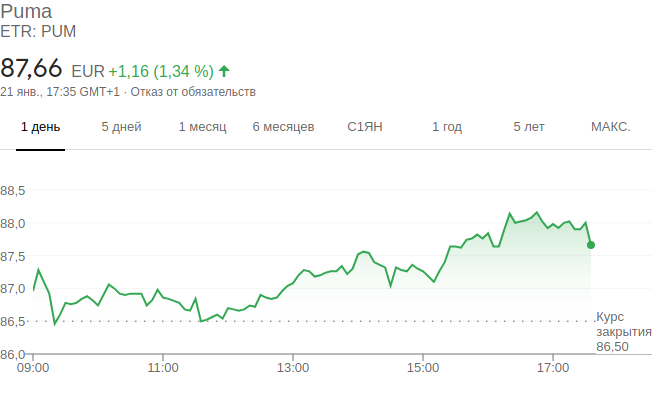 Puma
ETR: PUM
87,66 EUR +1,16 (1,34 %)
21 янв., 17:35 GMT+1 · Отказ от обязательств
1 день 5 дней 1 месяц 6 месяцев С1ЯН 1 год 5 лет МАКС.
88,5
88,0
87,5
87,0
86,5
86,0
Курс
закрытия
86,50
09:00 11:00 13:00 15:00 17:00